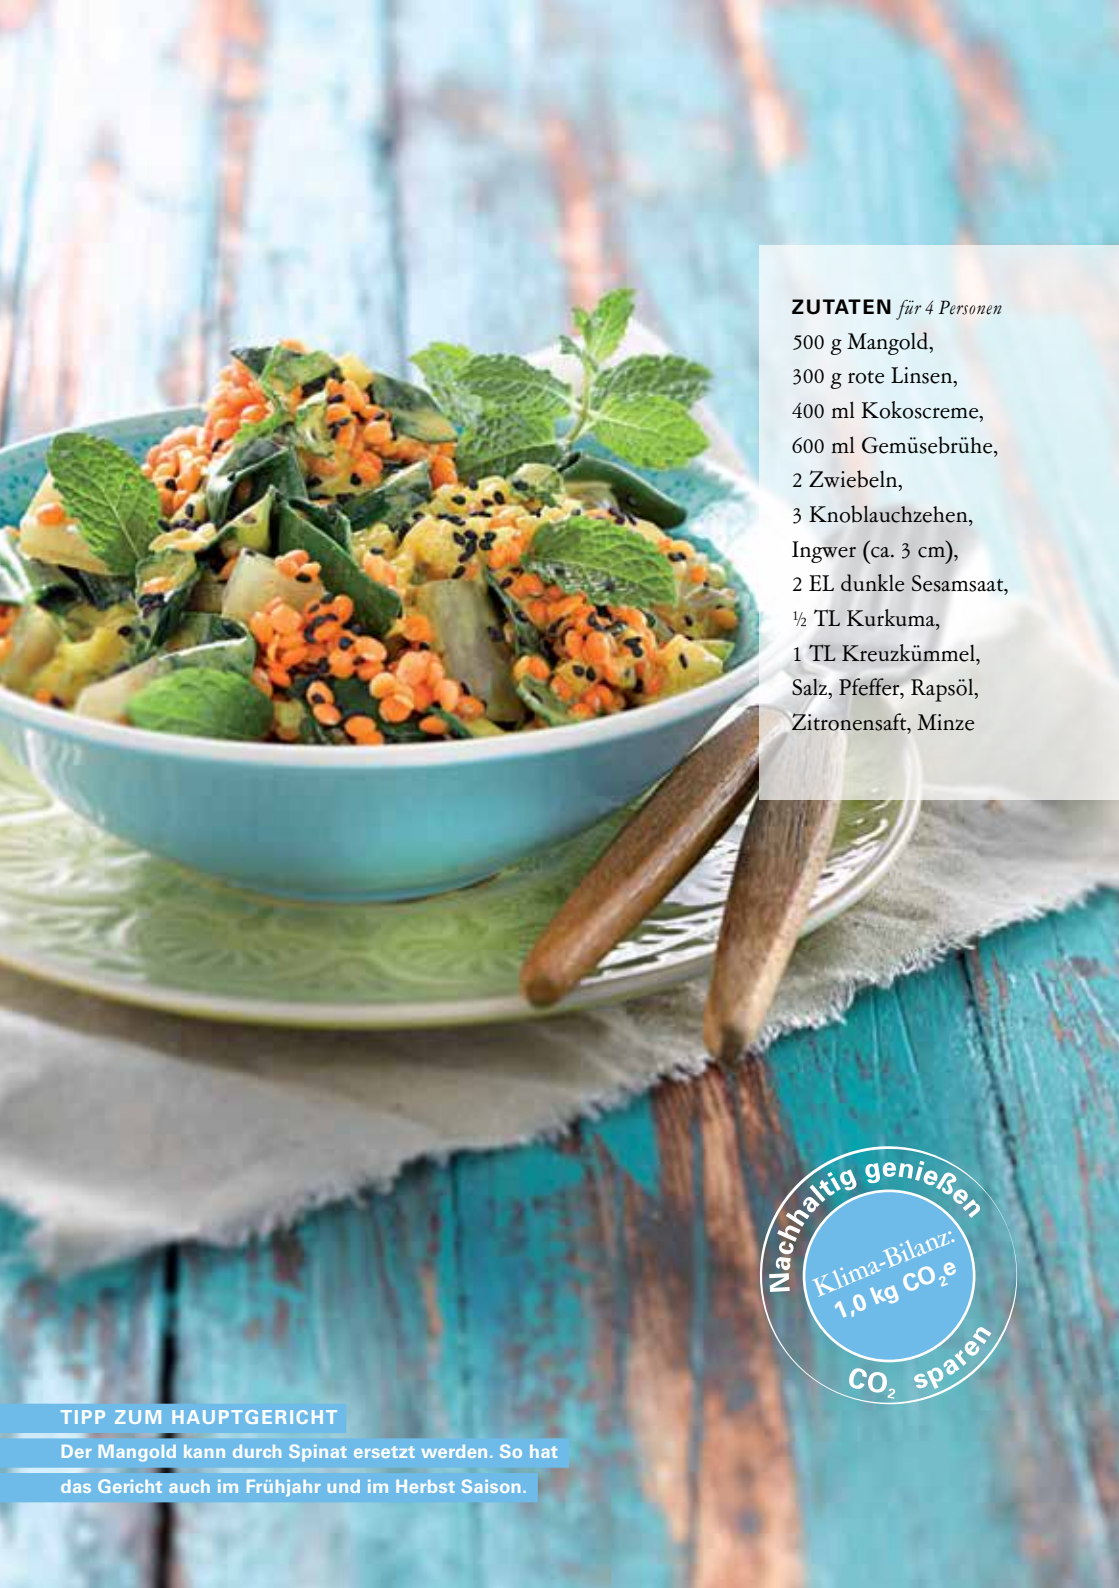 ZUTATEN für 4 Personen
500 g Mangold,
300 g rote Linsen,
400 ml Kokoscreme,
600 ml Gemüsebrühe,
2 Zwiebeln,
3 Knoblauchzehen,
Ingwer (ca. 3 cm),
2 EL dunkle Sesamsaat,
½ TL Kurkuma,
1 TL Kreuzkümmel,
Salz, Pfeffer, Rapsöl,
Zitronensaft, Minze
Nachhaltig genießen
Klima-Bilanz:
1,0 kg CO₂e
CO₂ sparen
TIPP ZUM HAUPTGERICHT
Der Mangold kann durch Spinat ersetzt werden. So hat
das Gericht auch im Frühjahr und im Herbst Saison.